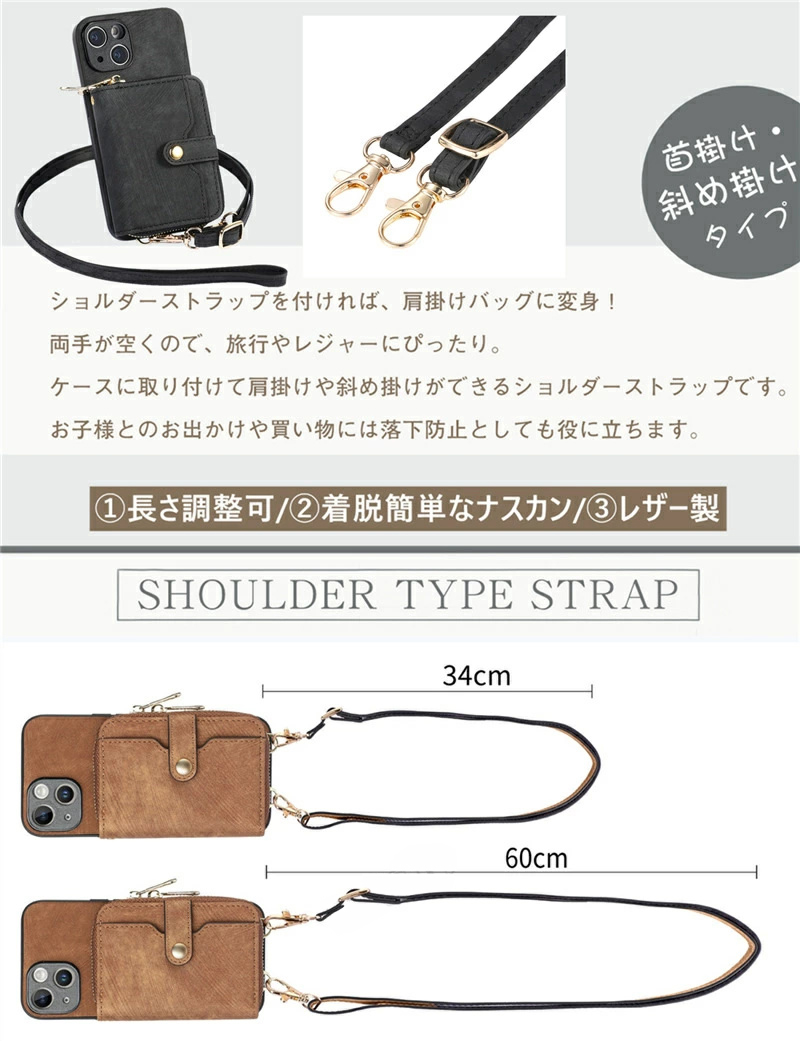 首掛け・
斜め掛け
タイプ
ショルダーストラップを付ければ、肩掛けバッグに変身！
両手が空くので、旅行やレジャーにぴったり。
ケースに取り付けて肩掛けや斜め掛けができるショルダーストラップです。
お子様とのお出かけや買い物には落下防止としても役に立ちます。
①長さ調整可/②着脱簡単なナスカン/③レザー製
SHOULDER TYPE STRAP
34cm
60cm